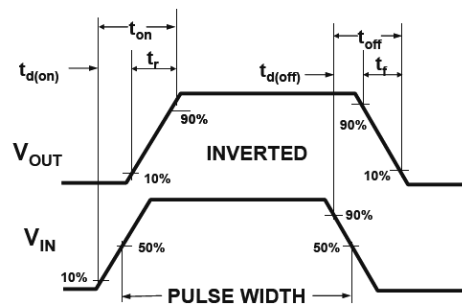 t_on
t_off
t_d(on)
t_r
t_d(off)
t_f
90%
90%
V_OUT
INVERTED
10%
10%
90%
V_IN
50%
50%
10%
PULSE WIDTH